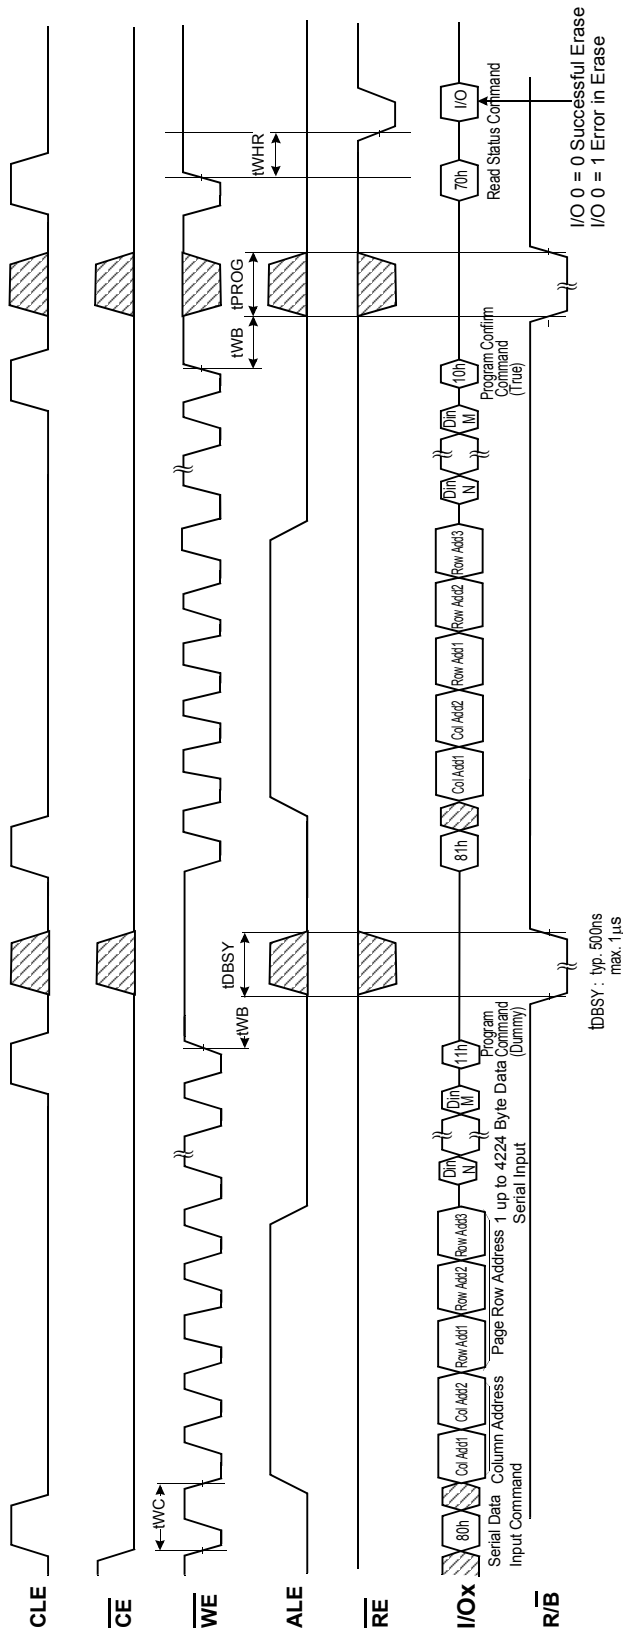 CLE
CE
WE
tWC
tWB
tDBSY
tWB
tPROG
tWHR
ALE
RE
I/Ox
80h
Col Add1
Col Add2
Row Add1
Row Add2
Row Add3
Din
N
Din
M
11h
81h
Col Add1
Col Add2
Row Add1
Row Add2
Row Add3
Din
N
Din
M
10h
70h
I/O
Serial Data
Input Command
Column Address
Page Row Address
1 up to 4224 Byte Data
Serial Input
Program
Command
(Dummy)
Program Confirm
Command
(True)
Read Status Command
R/B
tDBSY : typ. 500ns
max. 1µs
I/O 0 = 0 Successful Erase
I/O 0 = 1 Error in Erase